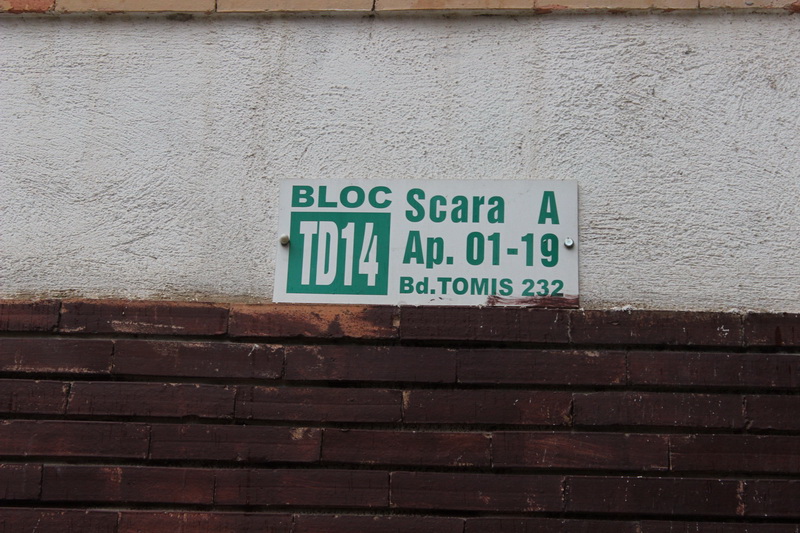 BLOC
TD14
Scara A
Ap. 01-19
Bd.TOMIS 232